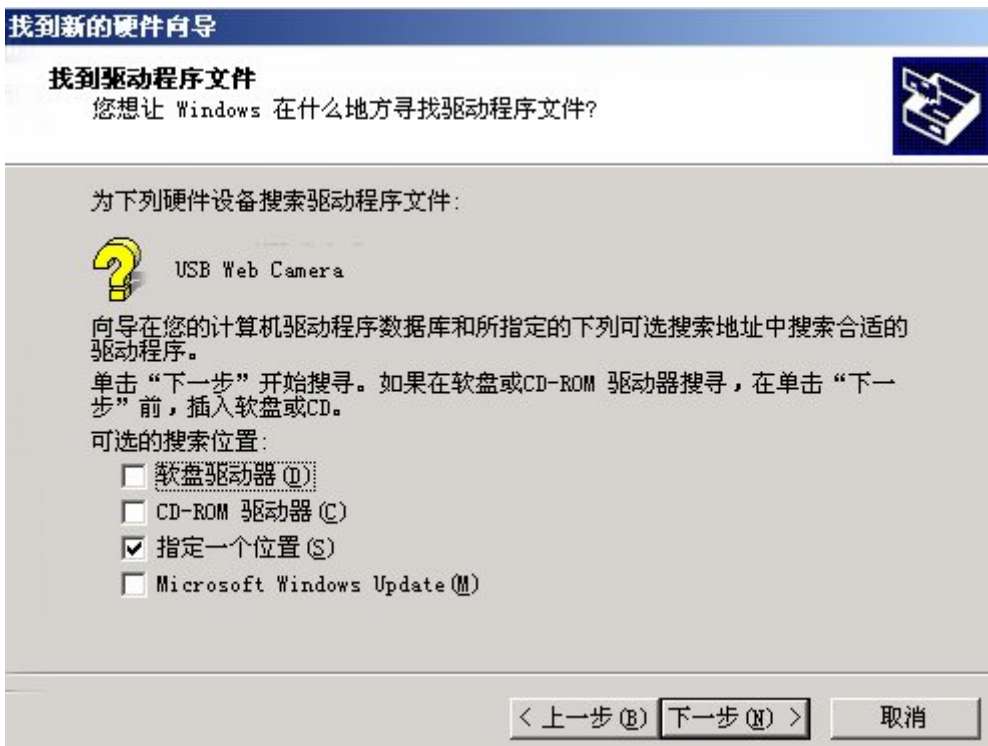 找到新的硬件向导
找到驱动程序文件
您想让 Windows 在什么地方寻找驱动程序文件?
为下列硬件设备搜索驱动程序文件:
USB Web Camera
向导在您的计算机驱动程序数据库和所指定的下列可选搜索地址中搜索合适的
驱动程序。
单击“下一步”开始搜寻。如果在软盘或CD-ROM 驱动器搜寻，在单击“下一
步”前，插入软盘或CD。
可选的搜索位置:
软盘驱动器(D)
CD-ROM 驱动器(C)
指定一个位置(S)
Microsoft Windows Update(M)
< 上一步(B) 下一步(N) > 取消